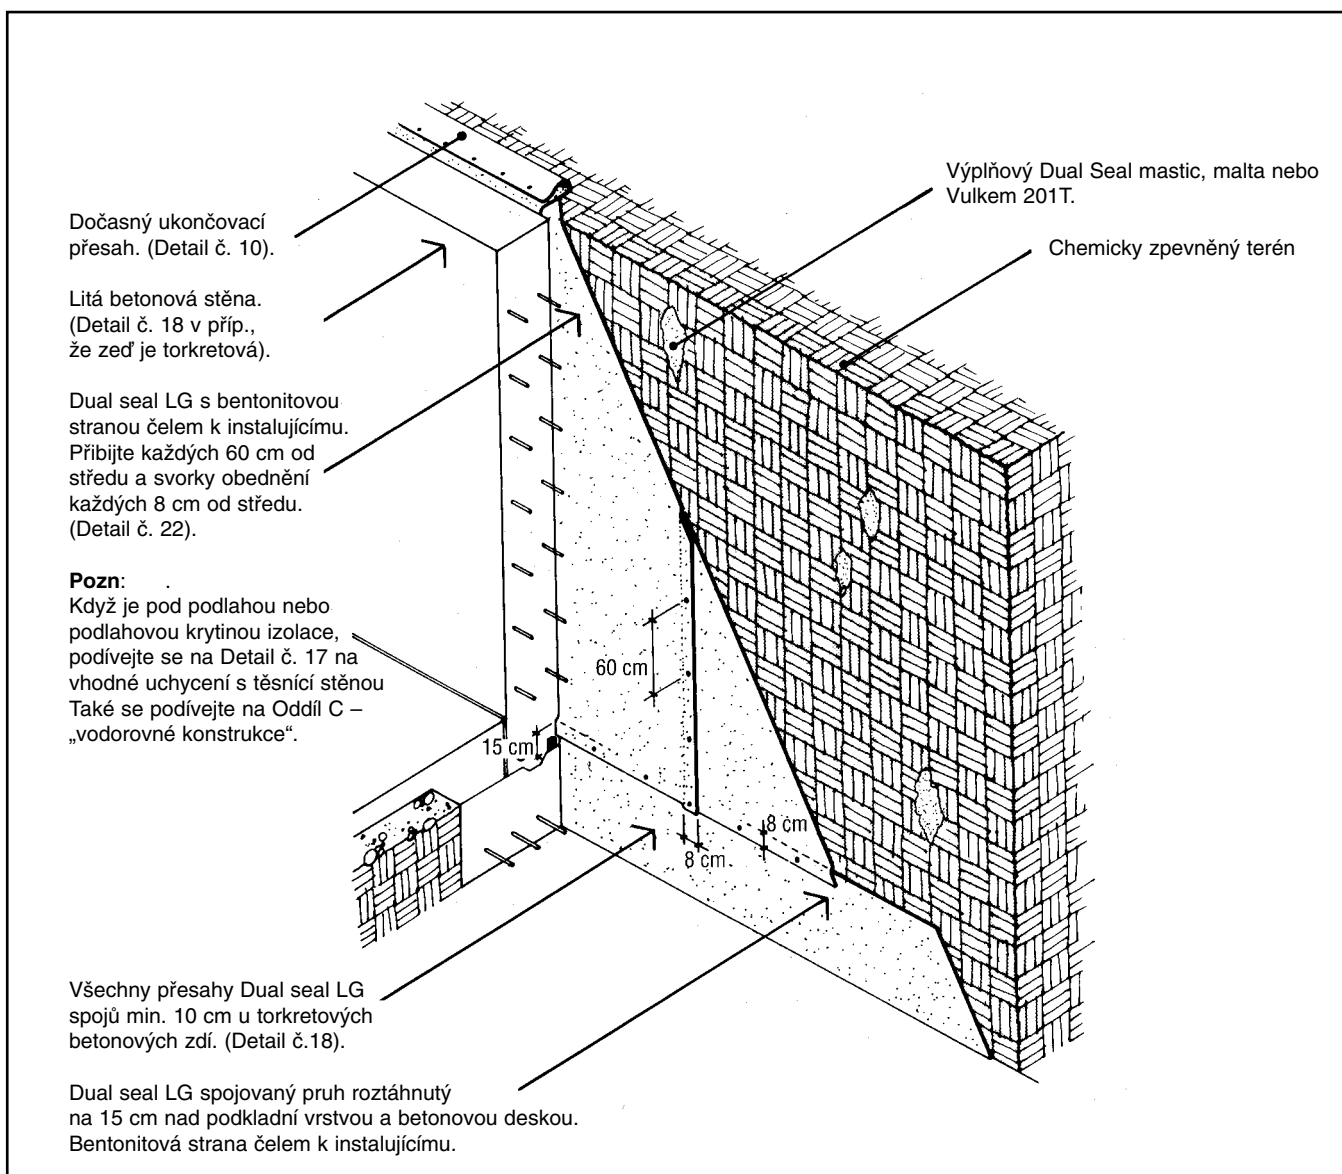 Dočasný ukončovací
přesah. (Detail č. 10).
Litá betonová stěna.
(Detail č. 18 v příp.,
že zeď je torkretová).
Dual seal LG s bentonitovou
stranou čelem k instalujícímu.
Přibijte každých 60 cm od
středu a svorky obednění
každých 8 cm od středu.
(Detail č. 22).
Pozn: .
Když je pod podlahou nebo
podlahovou krytinou izolace,
podívejte se na Detail č. 17 na
vhodné uchycení s těsnící stěnou
Také se podívejte na Oddíl C –
„vodorovné konstrukce“.
Výplňový Dual Seal mastic, malta nebo
Vulkem 201T.
Chemicky zpevněný terén
60 cm
15 cm
8 cm
8 cm
Všechny přesahy Dual seal LG
spojů min. 10 cm u torkretových
betonových zdí. (Detail č.18).
Dual seal LG spojovaný pruh roztáhnutý
na 15 cm nad podkladní vrstvou a betonovou deskou.
Bentonitová strana čelem k instalujícímu.